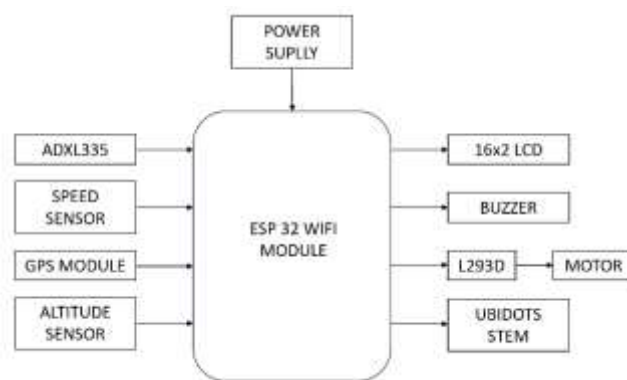 POWER
SUPLLY
ADXL335
SPEED
SENSOR
GPS MODULE
ALTITUDE
SENSOR
ESP 32 WIFI
MODULE
16x2 LCD
BUZZER
L293D
MOTOR
UBIDOTS
STEM